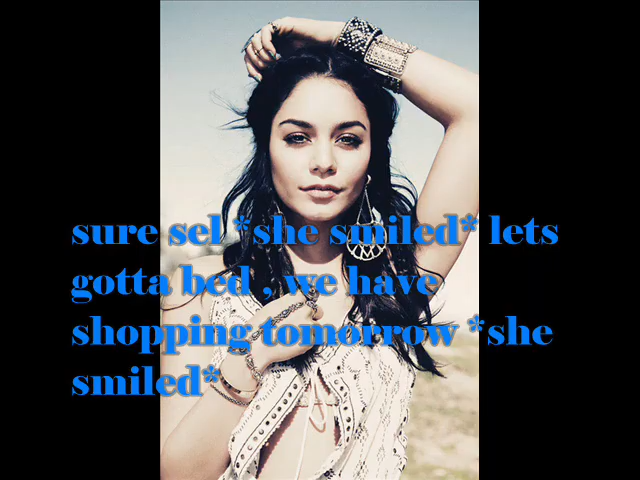 sure sel *she smiled* lets
gotta bed , we have
shopping tomorrow *she
smiled*